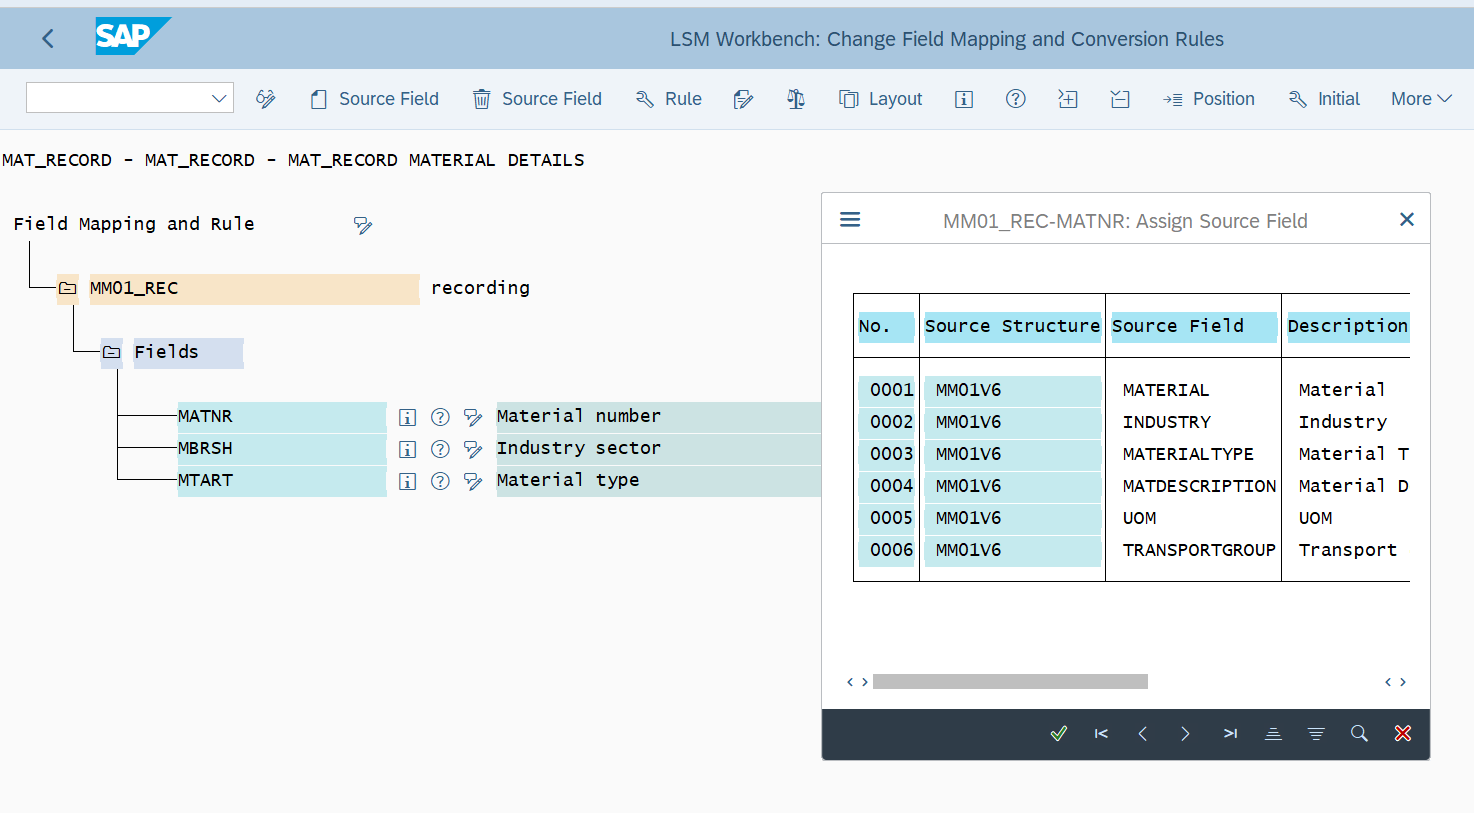 SAP
LSM Workbench: Change Field Mapping and Conversion Rules
Source Field Source Field Rule Layout Position Initial More
MAT_RECORD - MAT_RECORD - MAT_RECORD MATERIAL DETAILS
Field Mapping and Rule
MM01_REC recording
Fields
MATNR Material number
MBRSH Industry sector
MTART Material type
MM01_REC-MATNR: Assign Source Field
No. Source Structure Source Field Description
0001 MM01V6 MATERIAL Material
0002 MM01V6 INDUSTRY Industry
0003 MM01V6 MATERIALTYPE Material T
0004 MM01V6 MATDESCRIPTION Material D
0005 MM01V6 UOM UOM
0006 MM01V6 TRANSPORTGROUP Transport